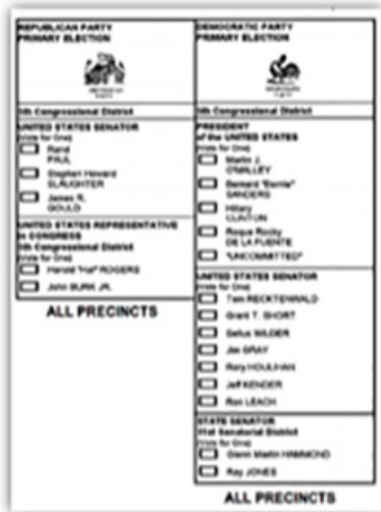 REPUBLICAN PARTY
PRIMARY ELECTION
5th Congressional District
UNITED STATES SENATOR
(Vote for One)
Rand
PAUL
Stephen Howard
SLAUGHTER
James R.
GOULD
UNITED STATES REPRESENTATIVE
in CONGRESS
5th Congressional District
(Vote for One)
Harold "Hal" ROGERS
John BURK JR.
ALL PRECINCTS
DEMOCRATIC PARTY
PRIMARY ELECTION
5th Congressional District
PRESIDENT
of the UNITED STATES
(Vote for One)
Martin J.
O'MALLEY
Bernard "Bernie"
SANDERS
Hillary
CLINTON
Roque Rocky
DE LA FUENTE
"UNCOMMITTED"
UNITED STATES SENATOR
(Vote for One)
Tom RECKTENWALD
Grant T. SHORT
Sellus WILDER
Jim GRAY
Rory HOULIHAN
Jeff KENDER
Ron LEACH
STATE SENATOR
31st Senatorial District
(Vote for One)
Glenn Martin HAMMOND
Ray JONES
ALL PRECINCTS